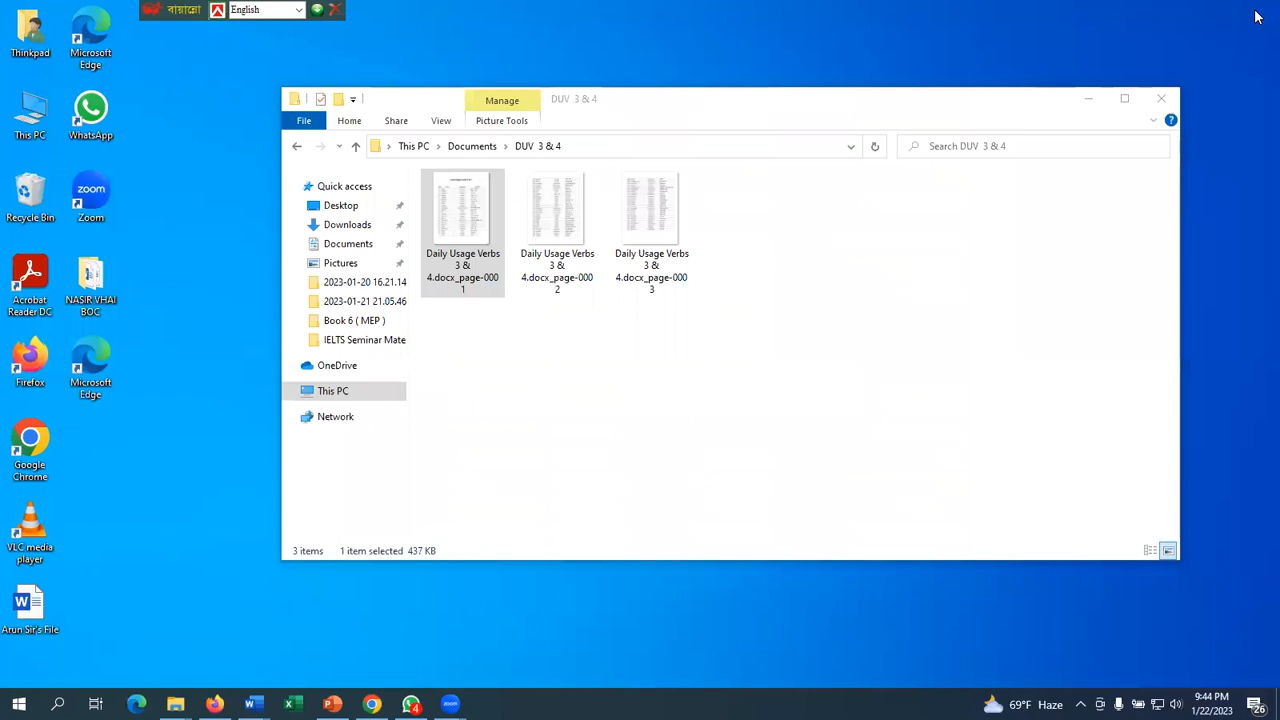 বায়ান্নো English
Thinkpad
Microsoft
Edge
This PC
WhatsApp
Recycle Bin
zoom
Zoom
Acrobat
Reader DC
NASIR VHAI
BOC
Firefox
Microsoft
Edge
Google
Chrome
VLC media
player
Arun Sir's File
Manage DUV 3 & 4
File Home Share View Picture Tools
This PC Documents DUV 3 & 4 Search DUV 3 & 4
Quick access
Desktop
Downloads
Documents
Pictures
2023-01-20 16.21.14
2023-01-21 21.05.46
Book 6 ( MEP )
IELTS Seminar Mate
OneDrive
This PC
Network
Daily Usage Verbs
3 &
4.docx_page-000
1
Daily Usage Verbs
3 &
4.docx_page-000
2
Daily Usage Verbs
3 &
4.docx_page-000
3
3 items 1 item selected 437 KB
4 zoom 69°F Haze
9:44 PM
1/22/2023
26